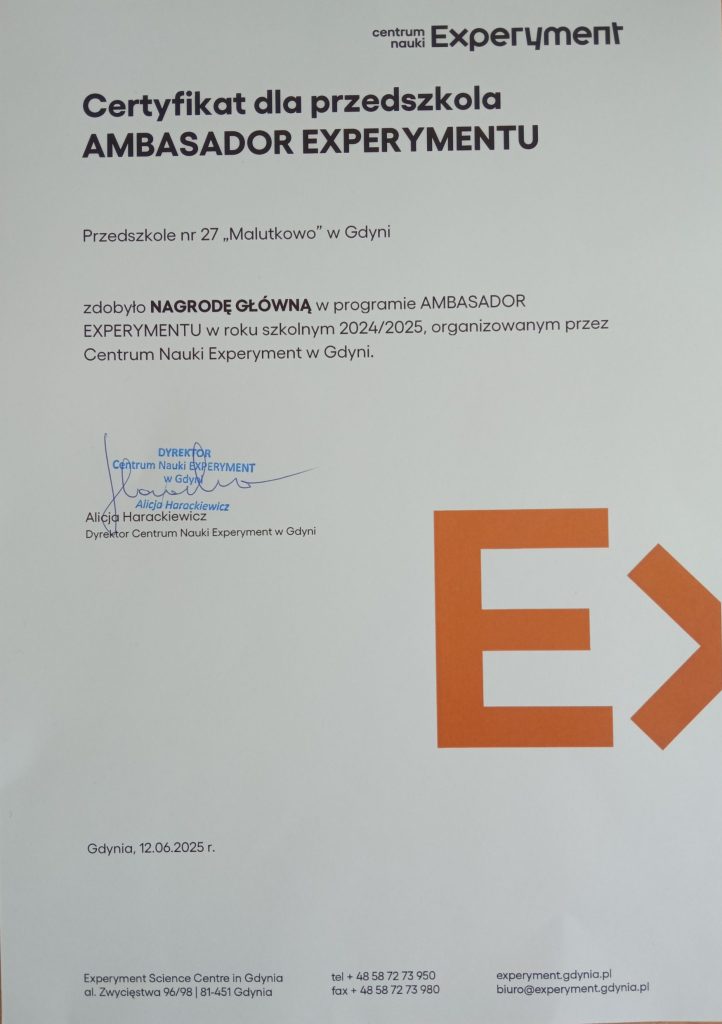 centrum
nauki Experyment
Certyfikat dla przedszkola
AMBASADOR EXPERYMENTU
Przedszkole nr 27 „Malutkowo” w Gdyni
zdobyło NAGRODĘ GŁÓWNĄ w programie AMBASADOR
EXPERYMENTU w roku szkolnym 2024/2025, organizowanym przez
Centrum Nauki Experyment w Gdyni.
DYREKTOR
Centrum Nauki EXPERYMENT
w Gdyni
Alicja Harackiewicz
Alicja Harackiewicz
Dyrektor Centrum Nauki Experyment w Gdyni
Ex
Gdynia, 12.06.2025 r.
Experyment Science Centre in Gdynia
al. Zwycięstwa 96/98 | 81-451 Gdynia
tel + 48 58 72 73 950
fax + 48 58 72 73 980
experyment.gdynia.pl
biuro@experyment.gdynia.pl